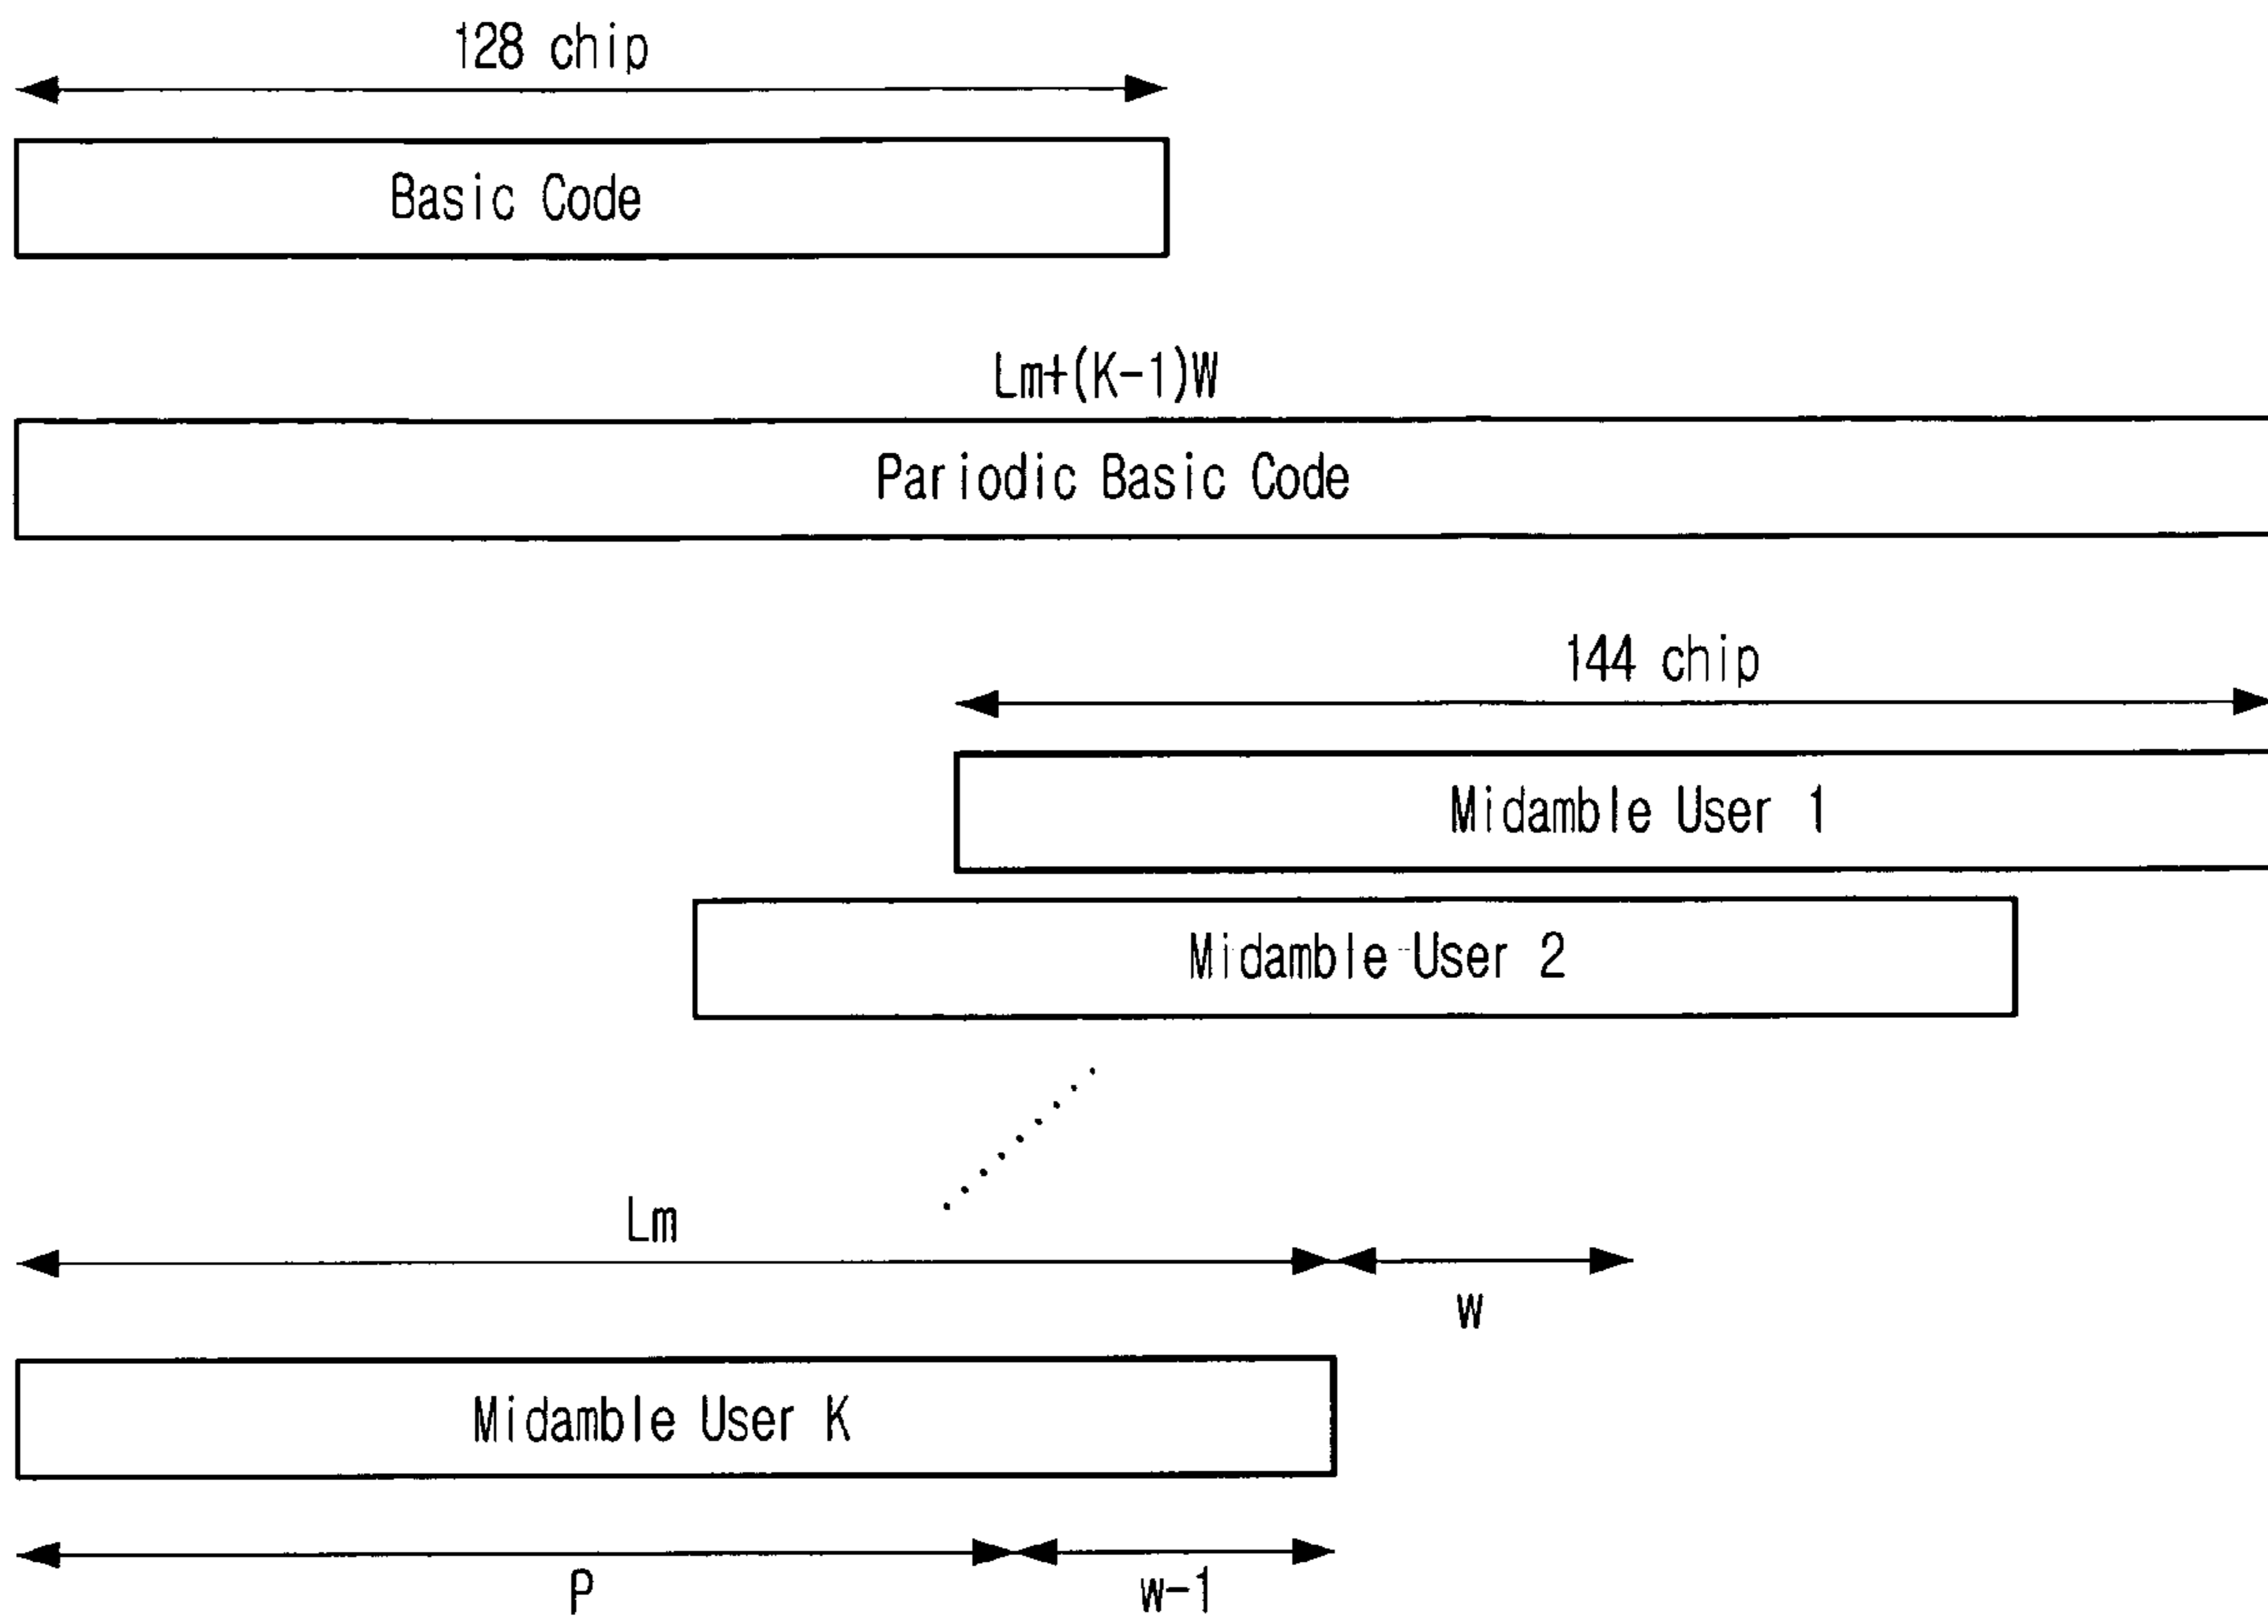 128 chip
Basic Code
Lm+(K-1)W
Pariodic Basic Code
144 chip
Midamble User 1
Midamble User 2
Lm
w
Midamble User K
P
w-1